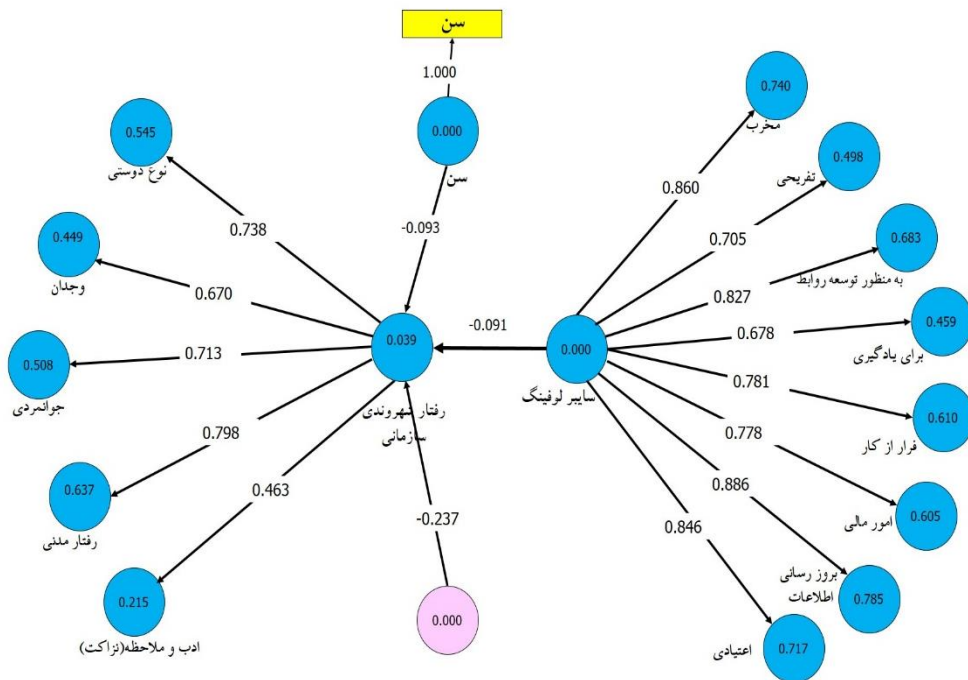 سن
1.000
0.000
سن
-0.093
0.545
نوع دوستی
0.738
0.449
وجدان
0.670
0.508
جوانمردی
0.713
0.637
رفتار مدنی
0.798
0.215
ادب و ملاحظه(نزاکت)
0.463
0.039
رفتار شهروندی
سازمانی
-0.237
0.000
-0.091
0.000
سایبر لوفینگ
0.740
مخرب
0.860
0.498
تفریحی
0.705
0.683
به منظور توسعه روابط
0.827
0.459
برای یادگیری
0.678
0.610
فرار از کار
0.781
0.605
امور مالی
0.778
0.785
بروز رسانی
اطلاعات
0.886
0.717
اعتیادی
0.846